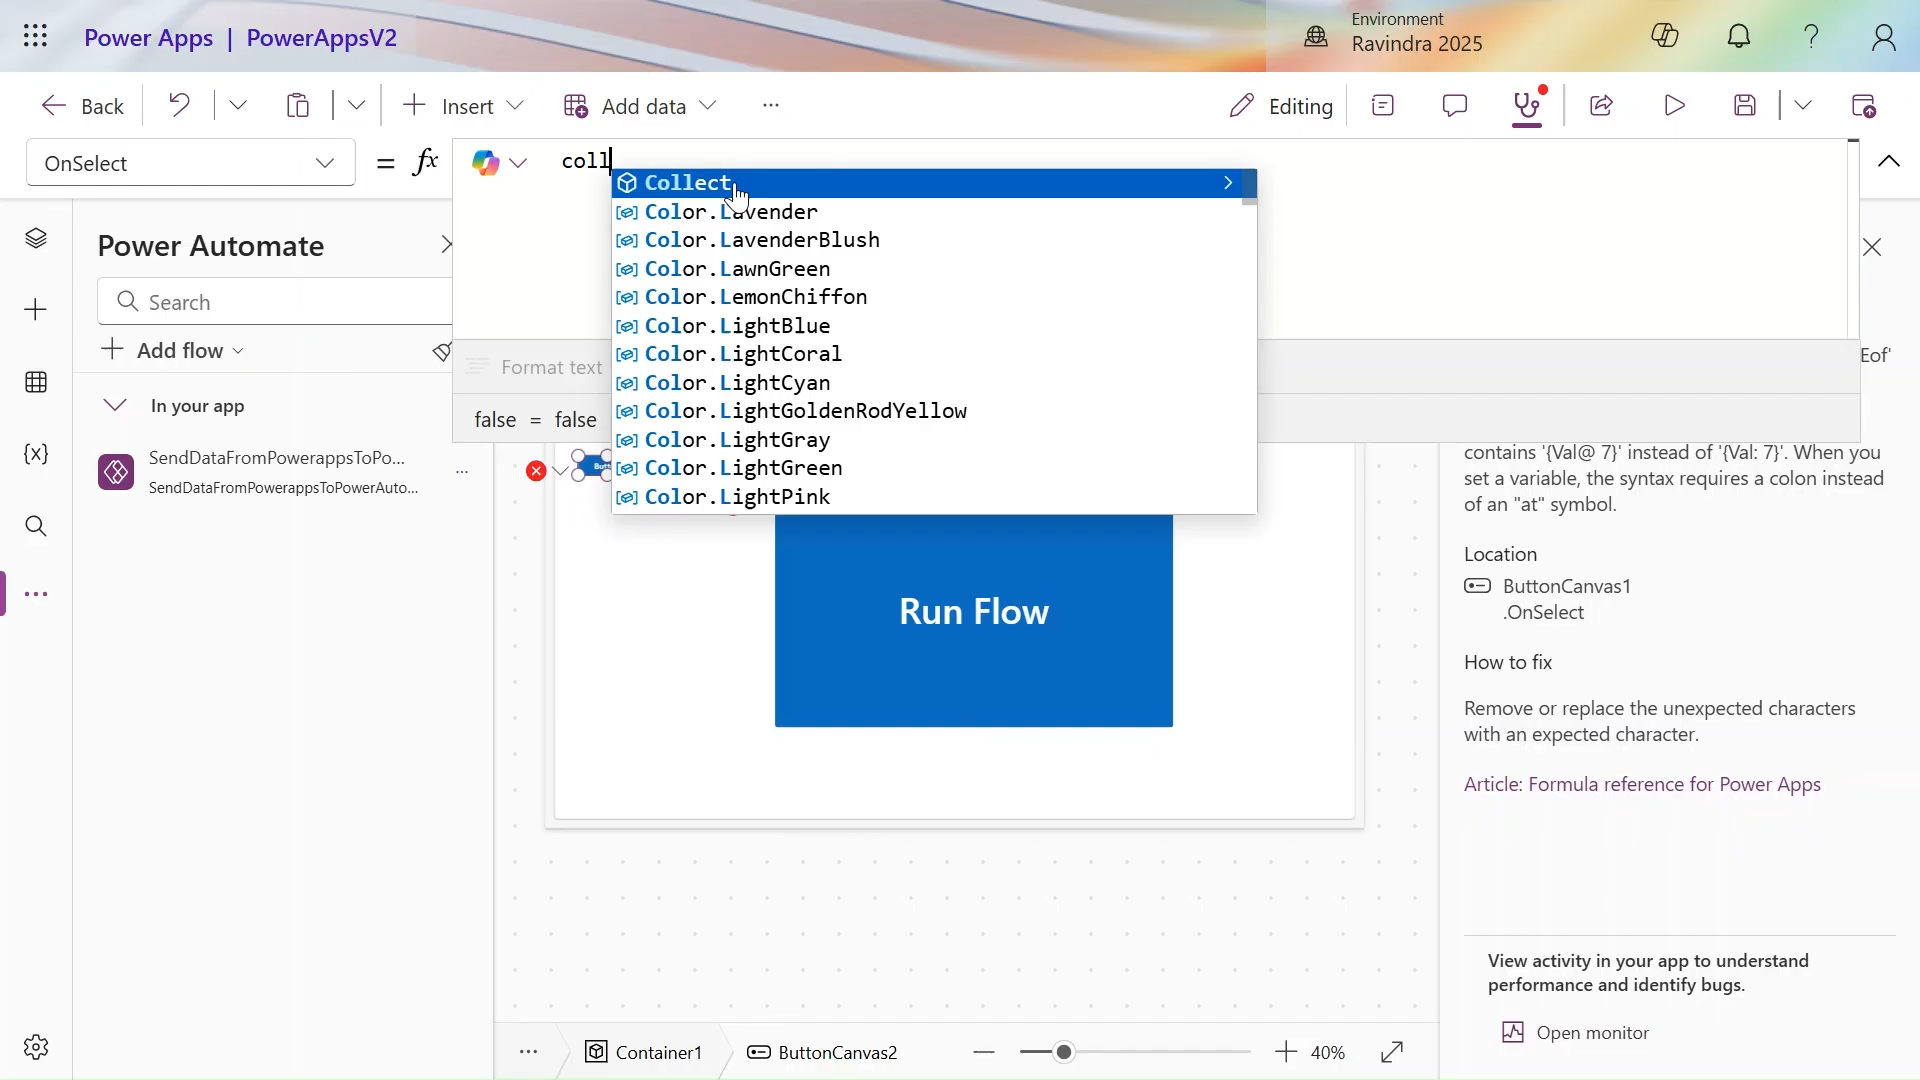 Power Apps | PowerAppsV2
Environment
Ravindra 2025
Back
Insert
Add data
...
Editing
OnSelect
= fx
coll
Collect
Color.Lavender
Color.LavenderBlush
Color.LawnGreen
Color.LemonChiffon
Color.LightBlue
Color.LightCoral
Color.LightCyan
Color.LightGoldenRodYellow
Color.LightGray
Color.LightGreen
Color.LightPink
Format text
false = false
Power Automate
Search
Add flow
In your app
SendDataFromPowerappsToPo...
SendDataFromPowerappsToPowerAuto...
Run Flow
Eof'
contains '{Val@ 7}' instead of '{Val: 7}'. When you
set a variable, the syntax requires a colon instead
of an "at" symbol.
Location
ButtonCanvas1
.OnSelect
How to fix
Remove or replace the unexpected characters
with an expected character.
Article: Formula reference for Power Apps
View activity in your app to understand
performance and identify bugs.
Open monitor
...
Container1
ButtonCanvas2
40%